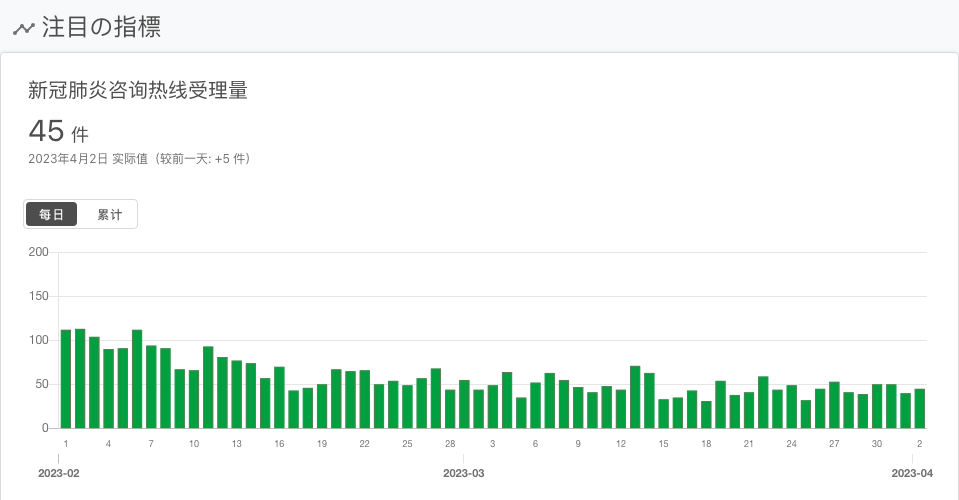 注目の指標
新冠肺炎咨询热线受理量
45 件
2023年4月2日 实际值（较前一天: +5 件）
每日 累计
200
150
100
50
0
1 4 7 10 13 16 19 22 25 28 3 6 9 12 15 18 21 24 27 30 2
2023-02 2023-03 2023-04